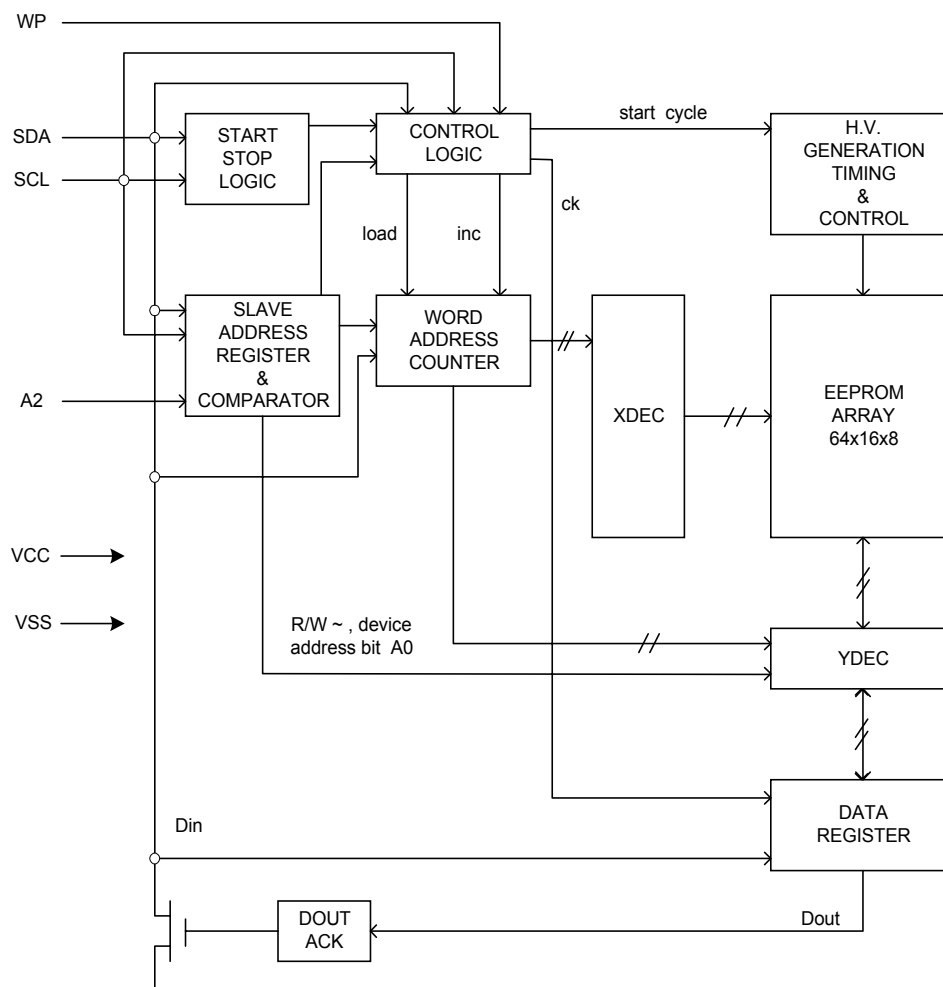 WP
SDA
START
STOP
LOGIC
CONTROL
LOGIC
start cycle
H.V.
GENERATION
TIMING
&
CONTROL
SCL
ck
load
inc
SLAVE
ADDRESS
REGISTER
&
COMPARATOR
WORD
ADDRESS
COUNTER
A2
XDEC
EEPROM
ARRAY
64x16x8
VCC
VSS
R/W ~ , device
address bit A0
YDEC
Din
DATA
REGISTER
DOUT
ACK
Dout